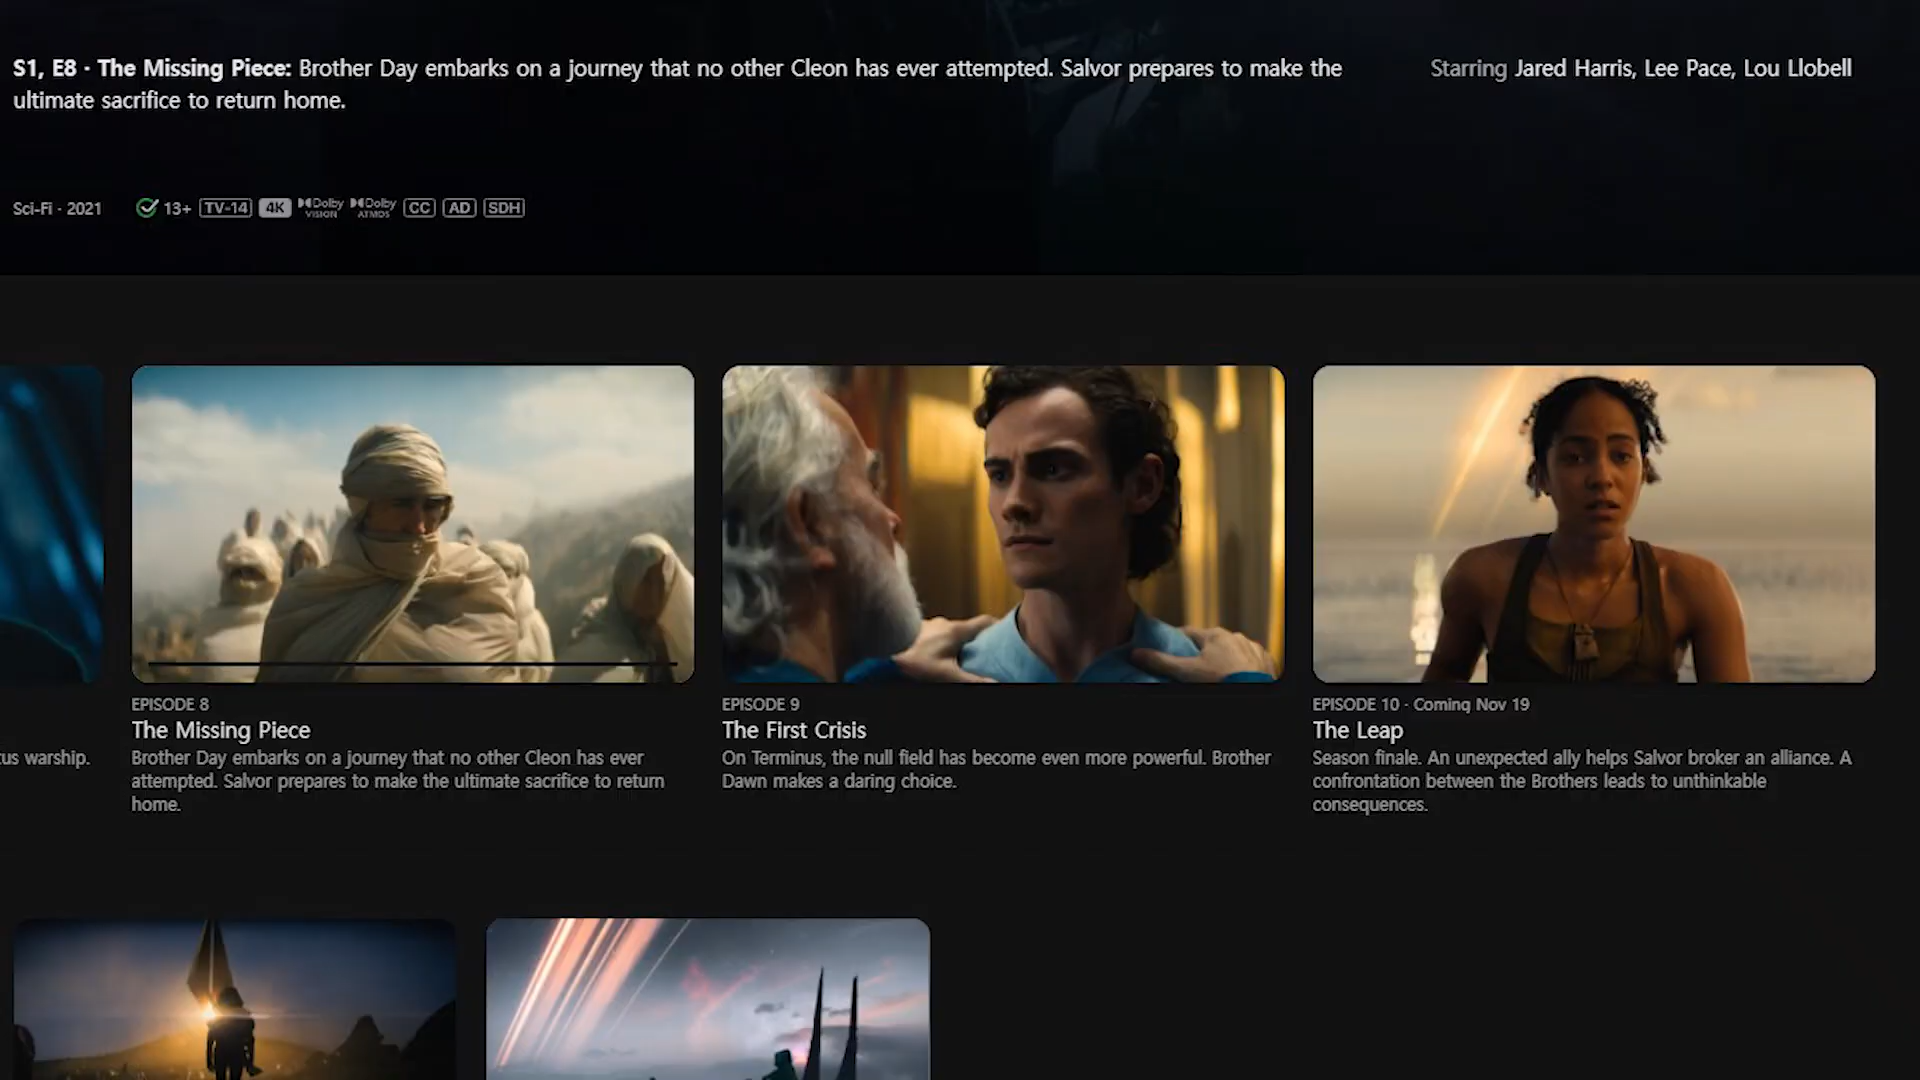 S1, E8 · The Missing Piece: Brother Day embarks on a journey that no other Cleon has ever attempted. Salvor prepares to make the
ultimate sacrifice to return home.
Starring Jared Harris, Lee Pace, Lou Llobell
Sci-Fi · 2021 13+ TV-14 4K Dolby VISION Dolby ATMOS CC AD SDH
warship.
EPISODE 8
The Missing Piece
Brother Day embarks on a journey that no other Cleon has ever
attempted. Salvor prepares to make the ultimate sacrifice to return
home.
EPISODE 9
The First Crisis
On Terminus, the null field has become even more powerful. Brother
Dawn makes a daring choice.
EPISODE 10 · Coming Nov 19
The Leap
Season finale. An unexpected ally helps Salvor broker an alliance. A
confrontation between the Brothers leads to unthinkable
consequences.